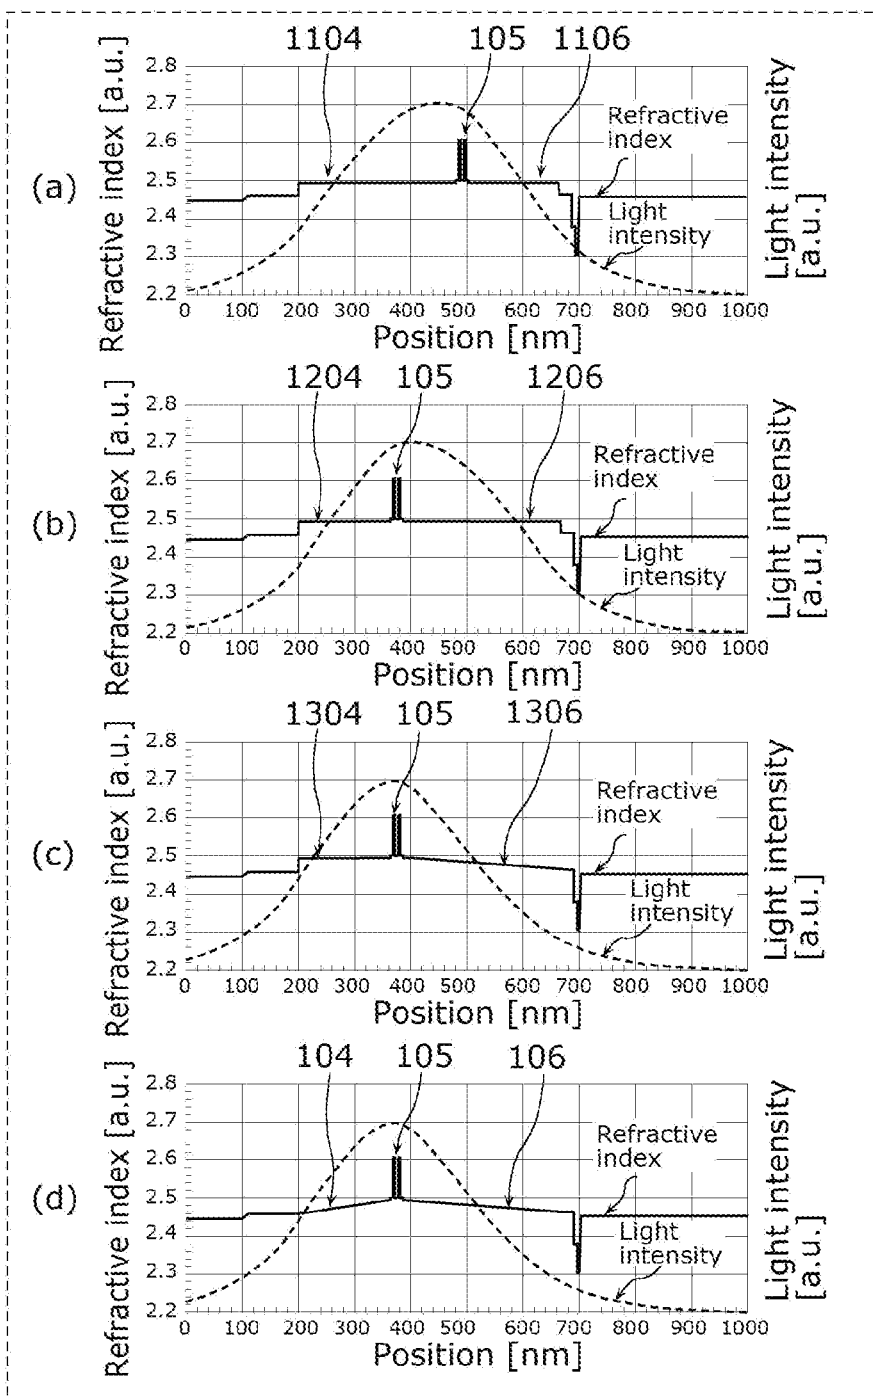 1104 105 1106
(a)
Refractive index [a.u.]
2.8
2.7
2.6
2.5
2.4
2.3
2.2
Refractive
index
Light
intensity
Light intensity
[a.u.]
0 100 200 300 400 500 600 700 800 900 1000
Position [nm]
1204 105 1206
(b)
Refractive index [a.u.]
2.8
2.7
2.6
2.5
2.4
2.3
2.2
Refractive
index
Light
intensity
Light intensity
[a.u.]
0 100 200 300 400 500 600 700 800 900 1000
Position [nm]
1304 105 1306
(c)
Refractive index [a.u.]
2.8
2.7
2.6
2.5
2.4
2.3
2.2
Refractive
index
Light
intensity
Light intensity
[a.u.]
0 100 200 300 400 500 600 700 800 900 1000
Position [nm]
104 105 106
(d)
Refractive index [a.u.]
2.8
2.7
2.6
2.5
2.4
2.3
2.2
Refractive
index
Light
intensity
Light intensity
[a.u.]
0 100 200 300 400 500 600 700 800 900 1000
Position [nm]